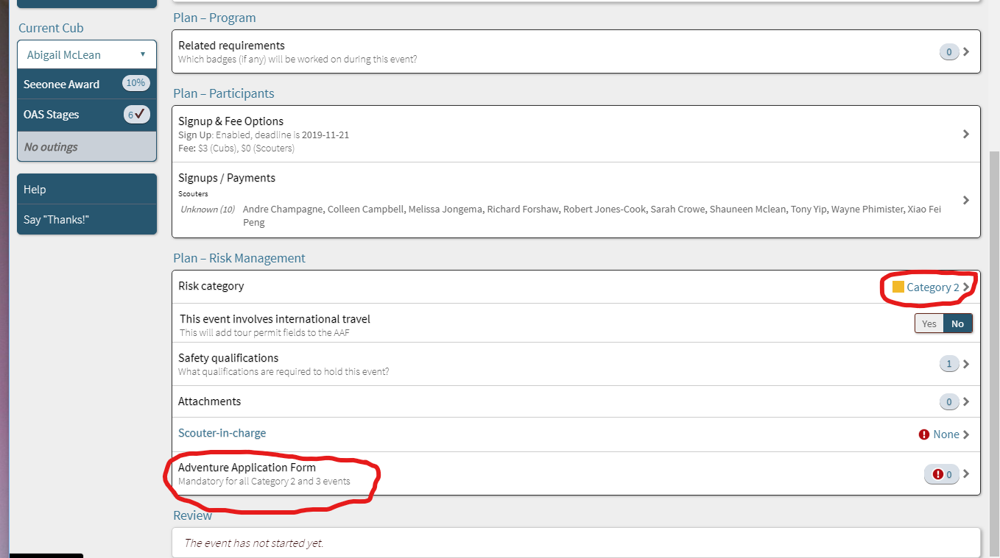 Current Cub
Abigail McLean
Seeonee Award 10%
OAS Stages 6
No outings
Help
Say "Thanks!"
Plan – Program
Related requirements
Which badges (if any) will be worked on during this event?
0
Plan – Participants
Signup & Fee Options
Sign Up: Enabled, deadline is 2019-11-21
Fee: $3 (Cubs), $0 (Scouters)
Signups / Payments
Scouters
Unknown (10) Andre Champagne, Colleen Campbell, Melissa Jongema, Richard Forshaw, Robert Jones-Cook, Sarah Crowe, Shauneen Mclean, Tony Yip, Wayne Phimister, Xiao Fei
Peng
Plan – Risk Management
Risk category Category 2
This event involves international travel
This will add tour permit fields to the AAF
Yes No
Safety qualifications
What qualifications are required to hold this event?
1
Attachments 0
Scouter-in-charge ! None
Adventure Application Form
Mandatory for all Category 2 and 3 events
! 0
Review
The event has not started yet.